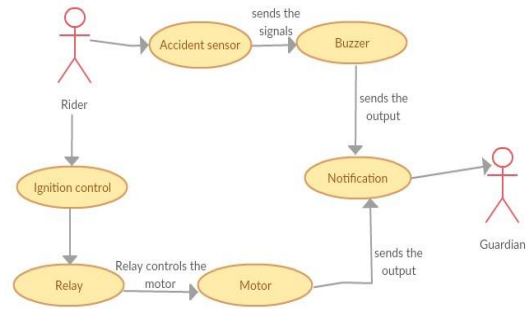 sends the
signals
Accident sensor
Buzzer
Rider
sends the
output
Ignition control
Notification
Guardian
Relay controls the
motor
sends the
output
Relay
Motor